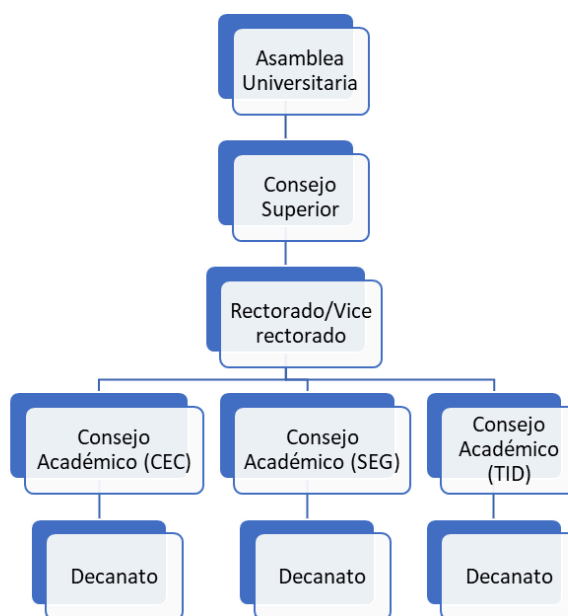 Asamblea
Universitaria
Consejo
Superior
Rectorado/Vice
rectorado
Consejo
Académico (CEC)
Consejo
Académico (SEG)
Consejo
Académico
(TID)
Decanato
Decanato
Decanato